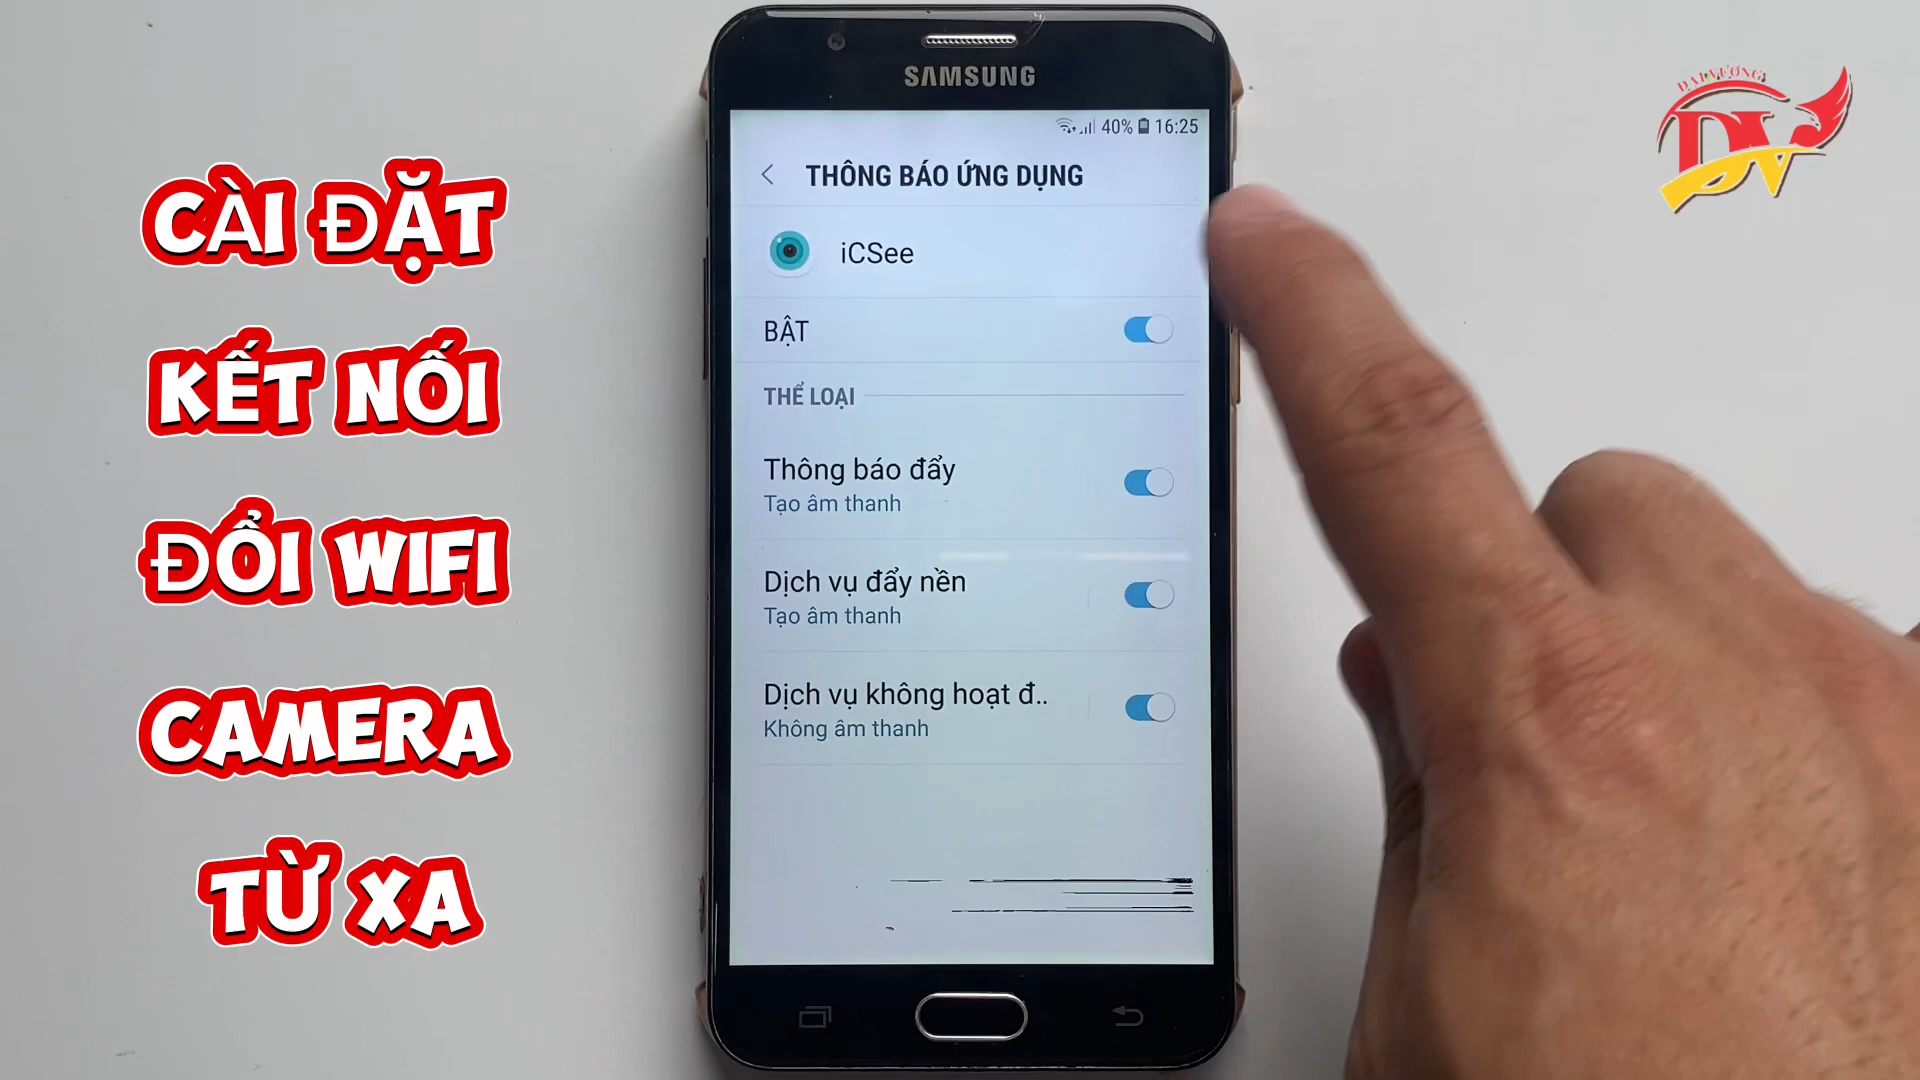 CÀI ĐẶT
KẾT NỐI
ĐỔI WIFI
CAMERA
TỪ XA
SAMSUNG
40% 16:25
THÔNG BÁO ỨNG DỤNG
iCSee
BẬT
THỂ LOẠI
Thông báo đẩy
Tạo âm thanh
Dịch vụ đẩy nền
Tạo âm thanh
Dịch vụ không hoạt đ..
Không âm thanh
ĐẠI VƯƠNG
DV